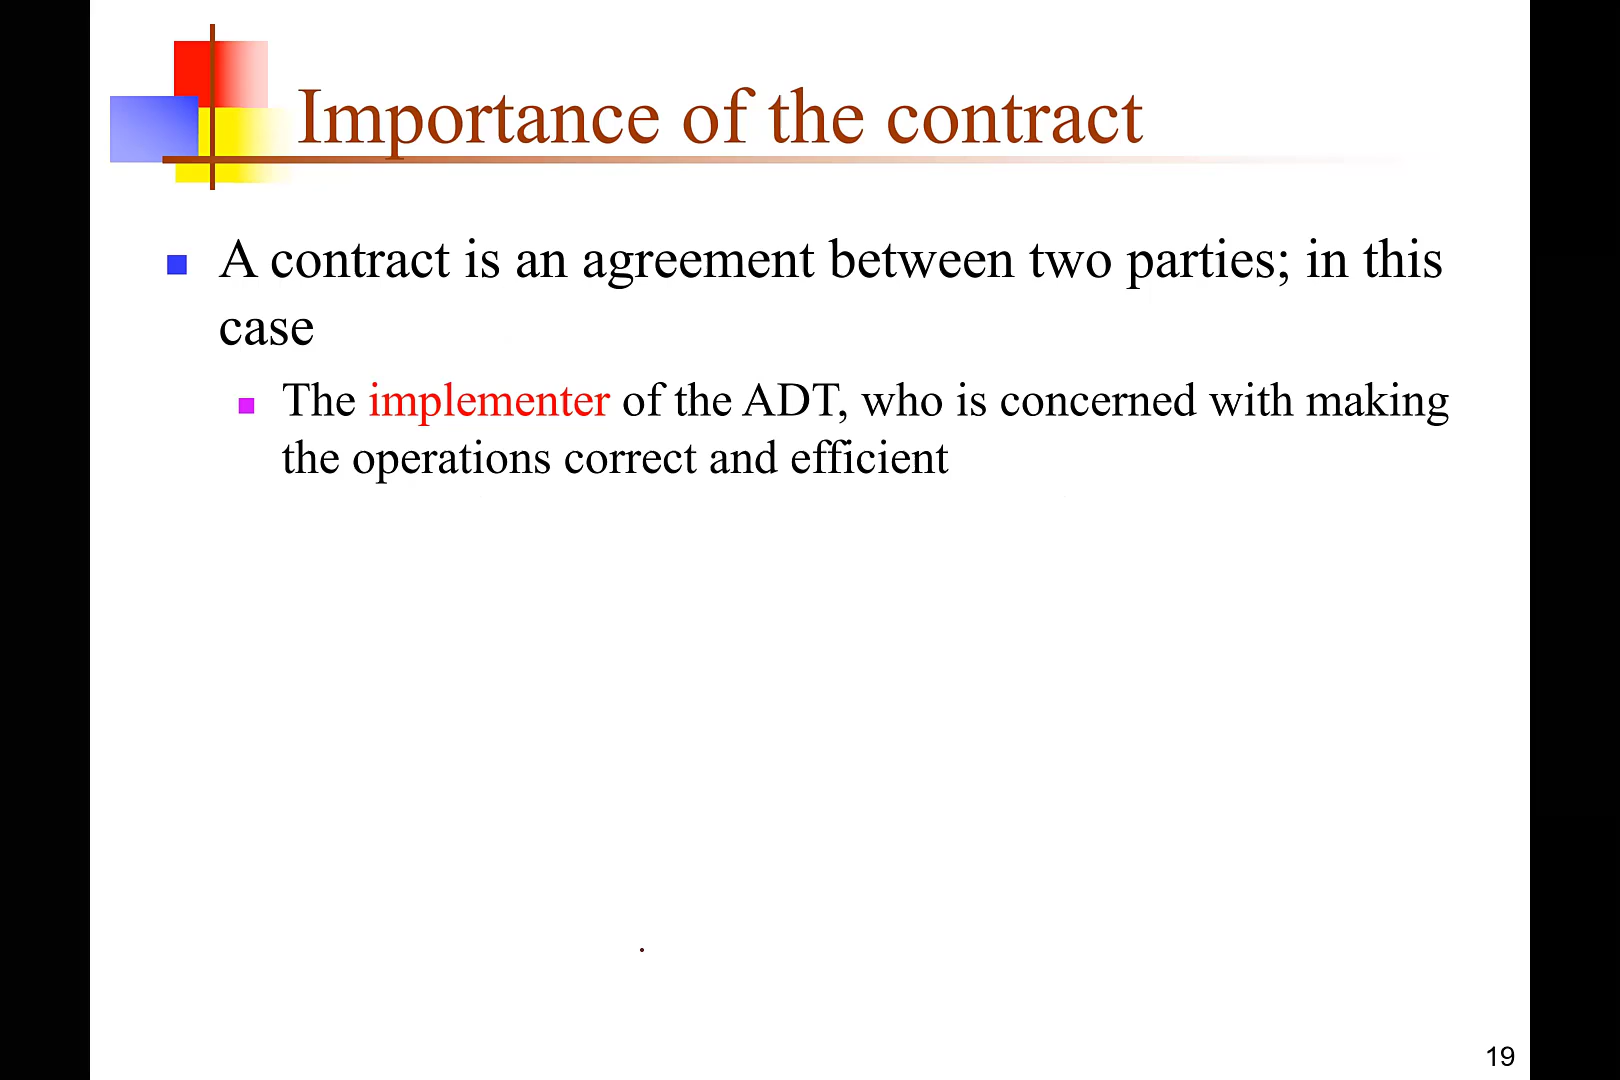 Importance of the contract
A contract is an agreement between two parties; in this
case
The implementer of the ADT, who is concerned with making
the operations correct and efficient
19